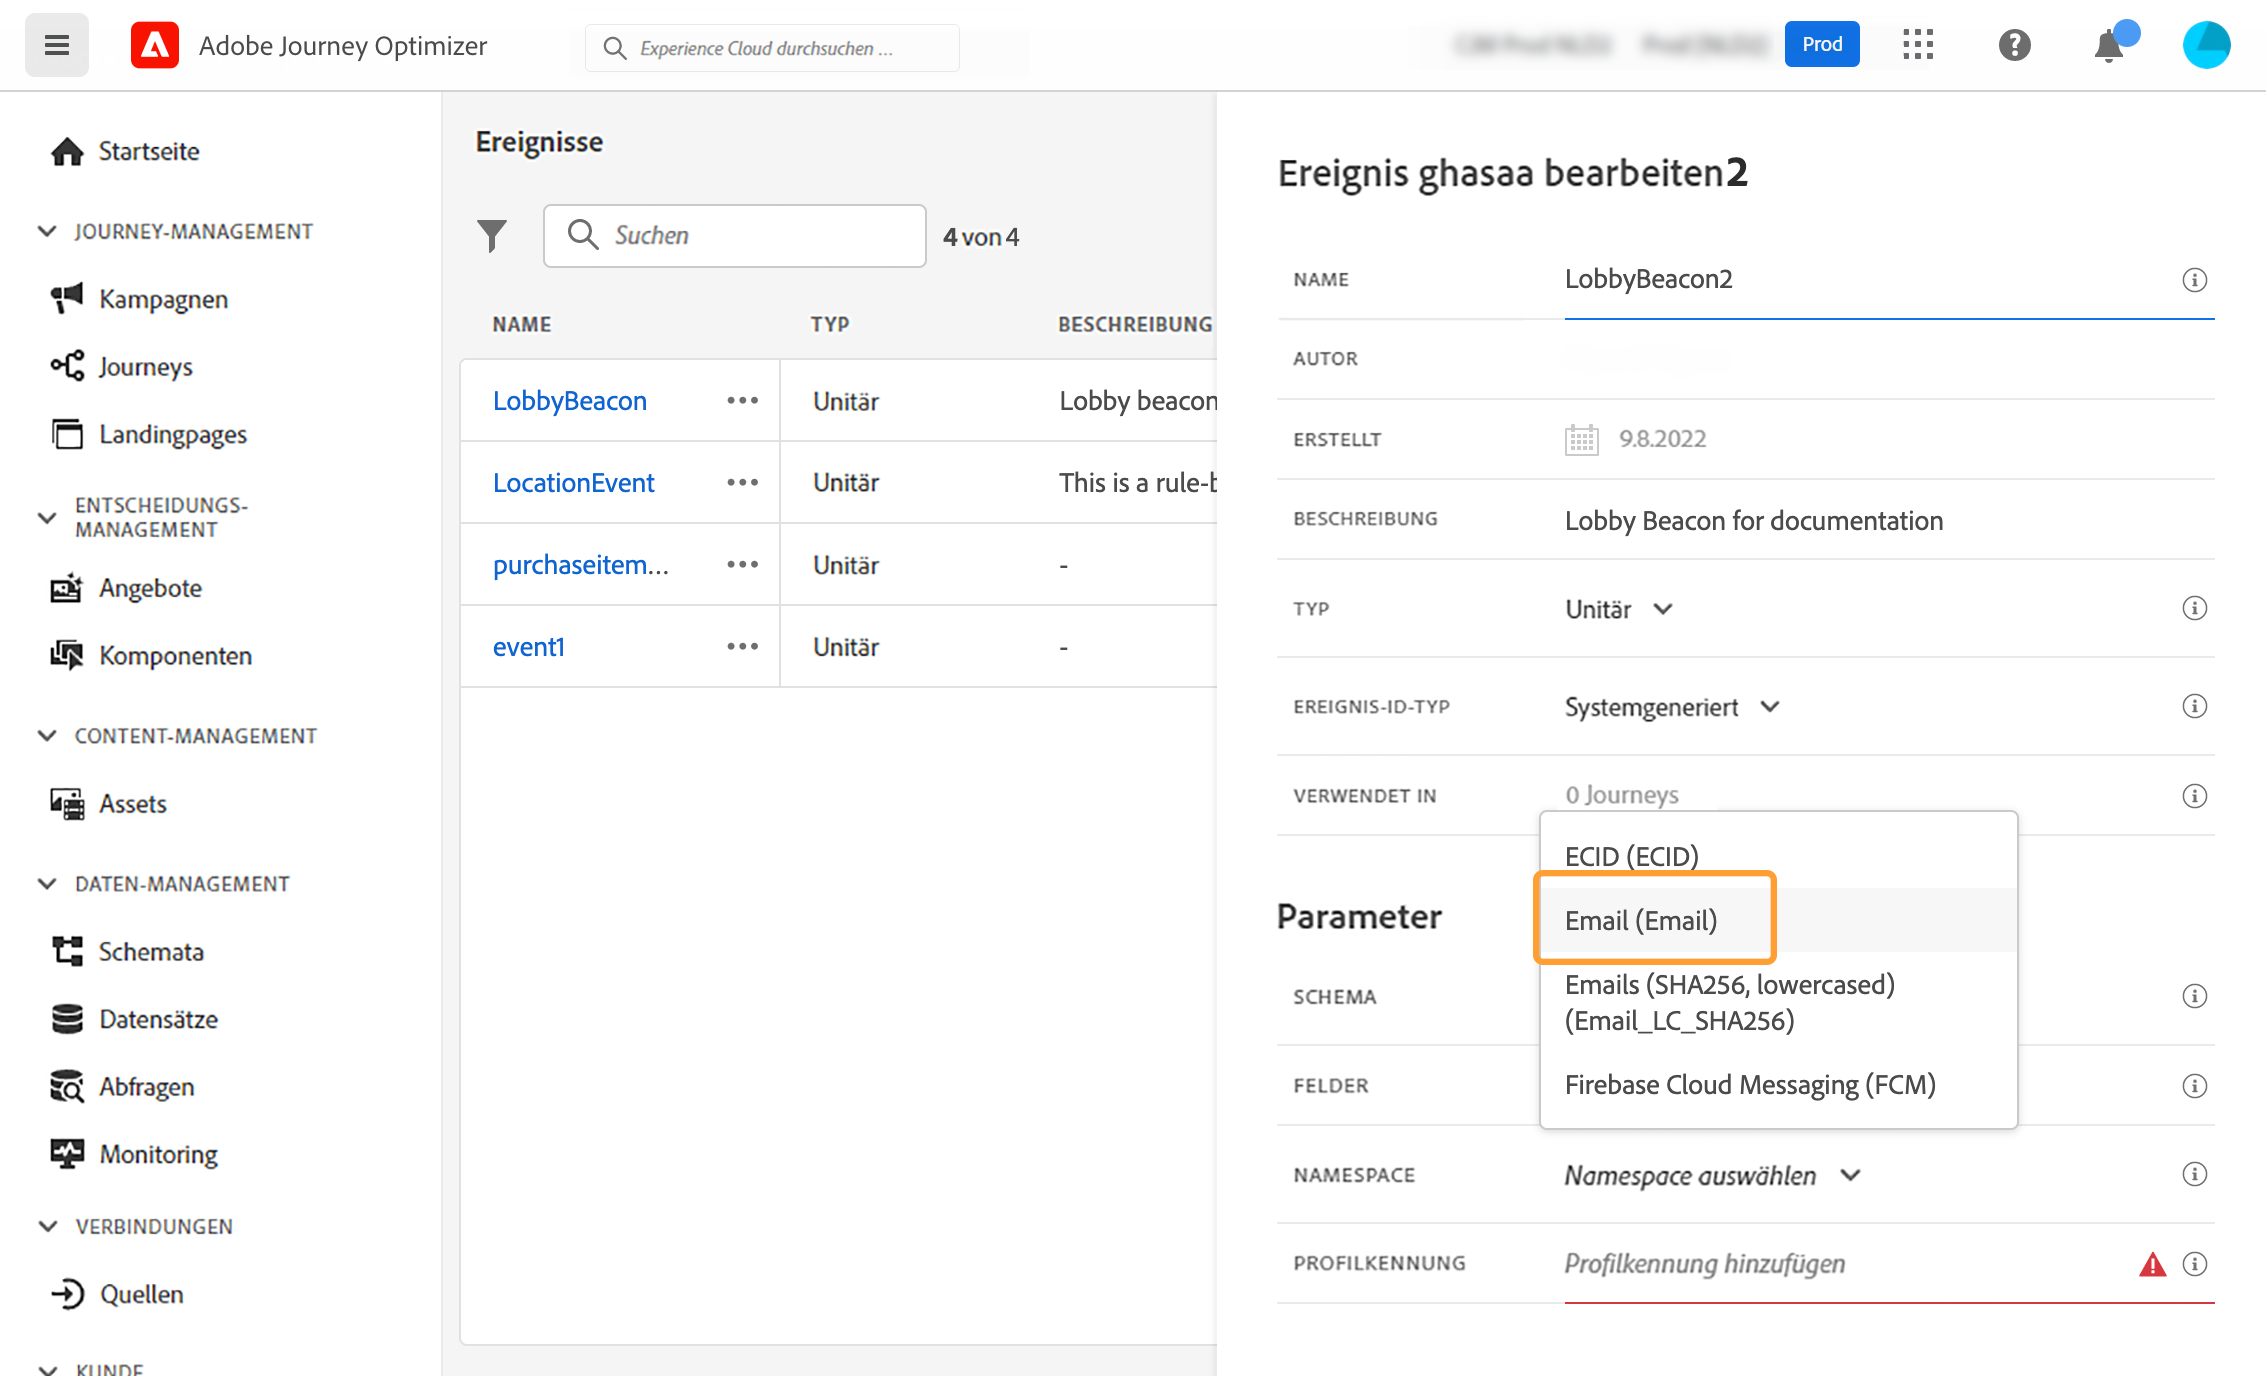 Adobe Journey Optimizer
Experience Cloud durchsuchen ...
Prod
Startseite
JOURNEY-MANAGEMENT
Kampagnen
Journeys
Landingpages
ENTSCHEIDUNGS-
MANAGEMENT
Angebote
Komponenten
CONTENT-MANAGEMENT
Assets
DATEN-MANAGEMENT
Schemata
Datensätze
Abfragen
Monitoring
VERBINDUNGEN
Quellen
KUNDE
Ereignisse
Suchen
4 von 4
NAME TYP BESCHREIBUNG
LobbyBeacon ••• Unitär Lobby beacon
LocationEvent ••• Unitär This is a rule-b
purchaseitem... ••• Unitär -
event1 ••• Unitär -
Ereignis ghasaa bearbeiten2
NAME LobbyBeacon2
AUTOR
ERSTELLT 9.8.2022
BESCHREIBUNG Lobby Beacon for documentation
TYP Unitär
EREIGNIS-ID-TYP Systemgeneriert
VERWENDET IN 0 Journeys
ECID (ECID)
Parameter
Email (Email)
SCHEMA
Emails (SHA256, lowercased)
(Email_LC_SHA256)
FELDER
Firebase Cloud Messaging (FCM)
NAMESPACE Namespace auswählen
PROFILKENNUNG Profilkennung hinzufügen